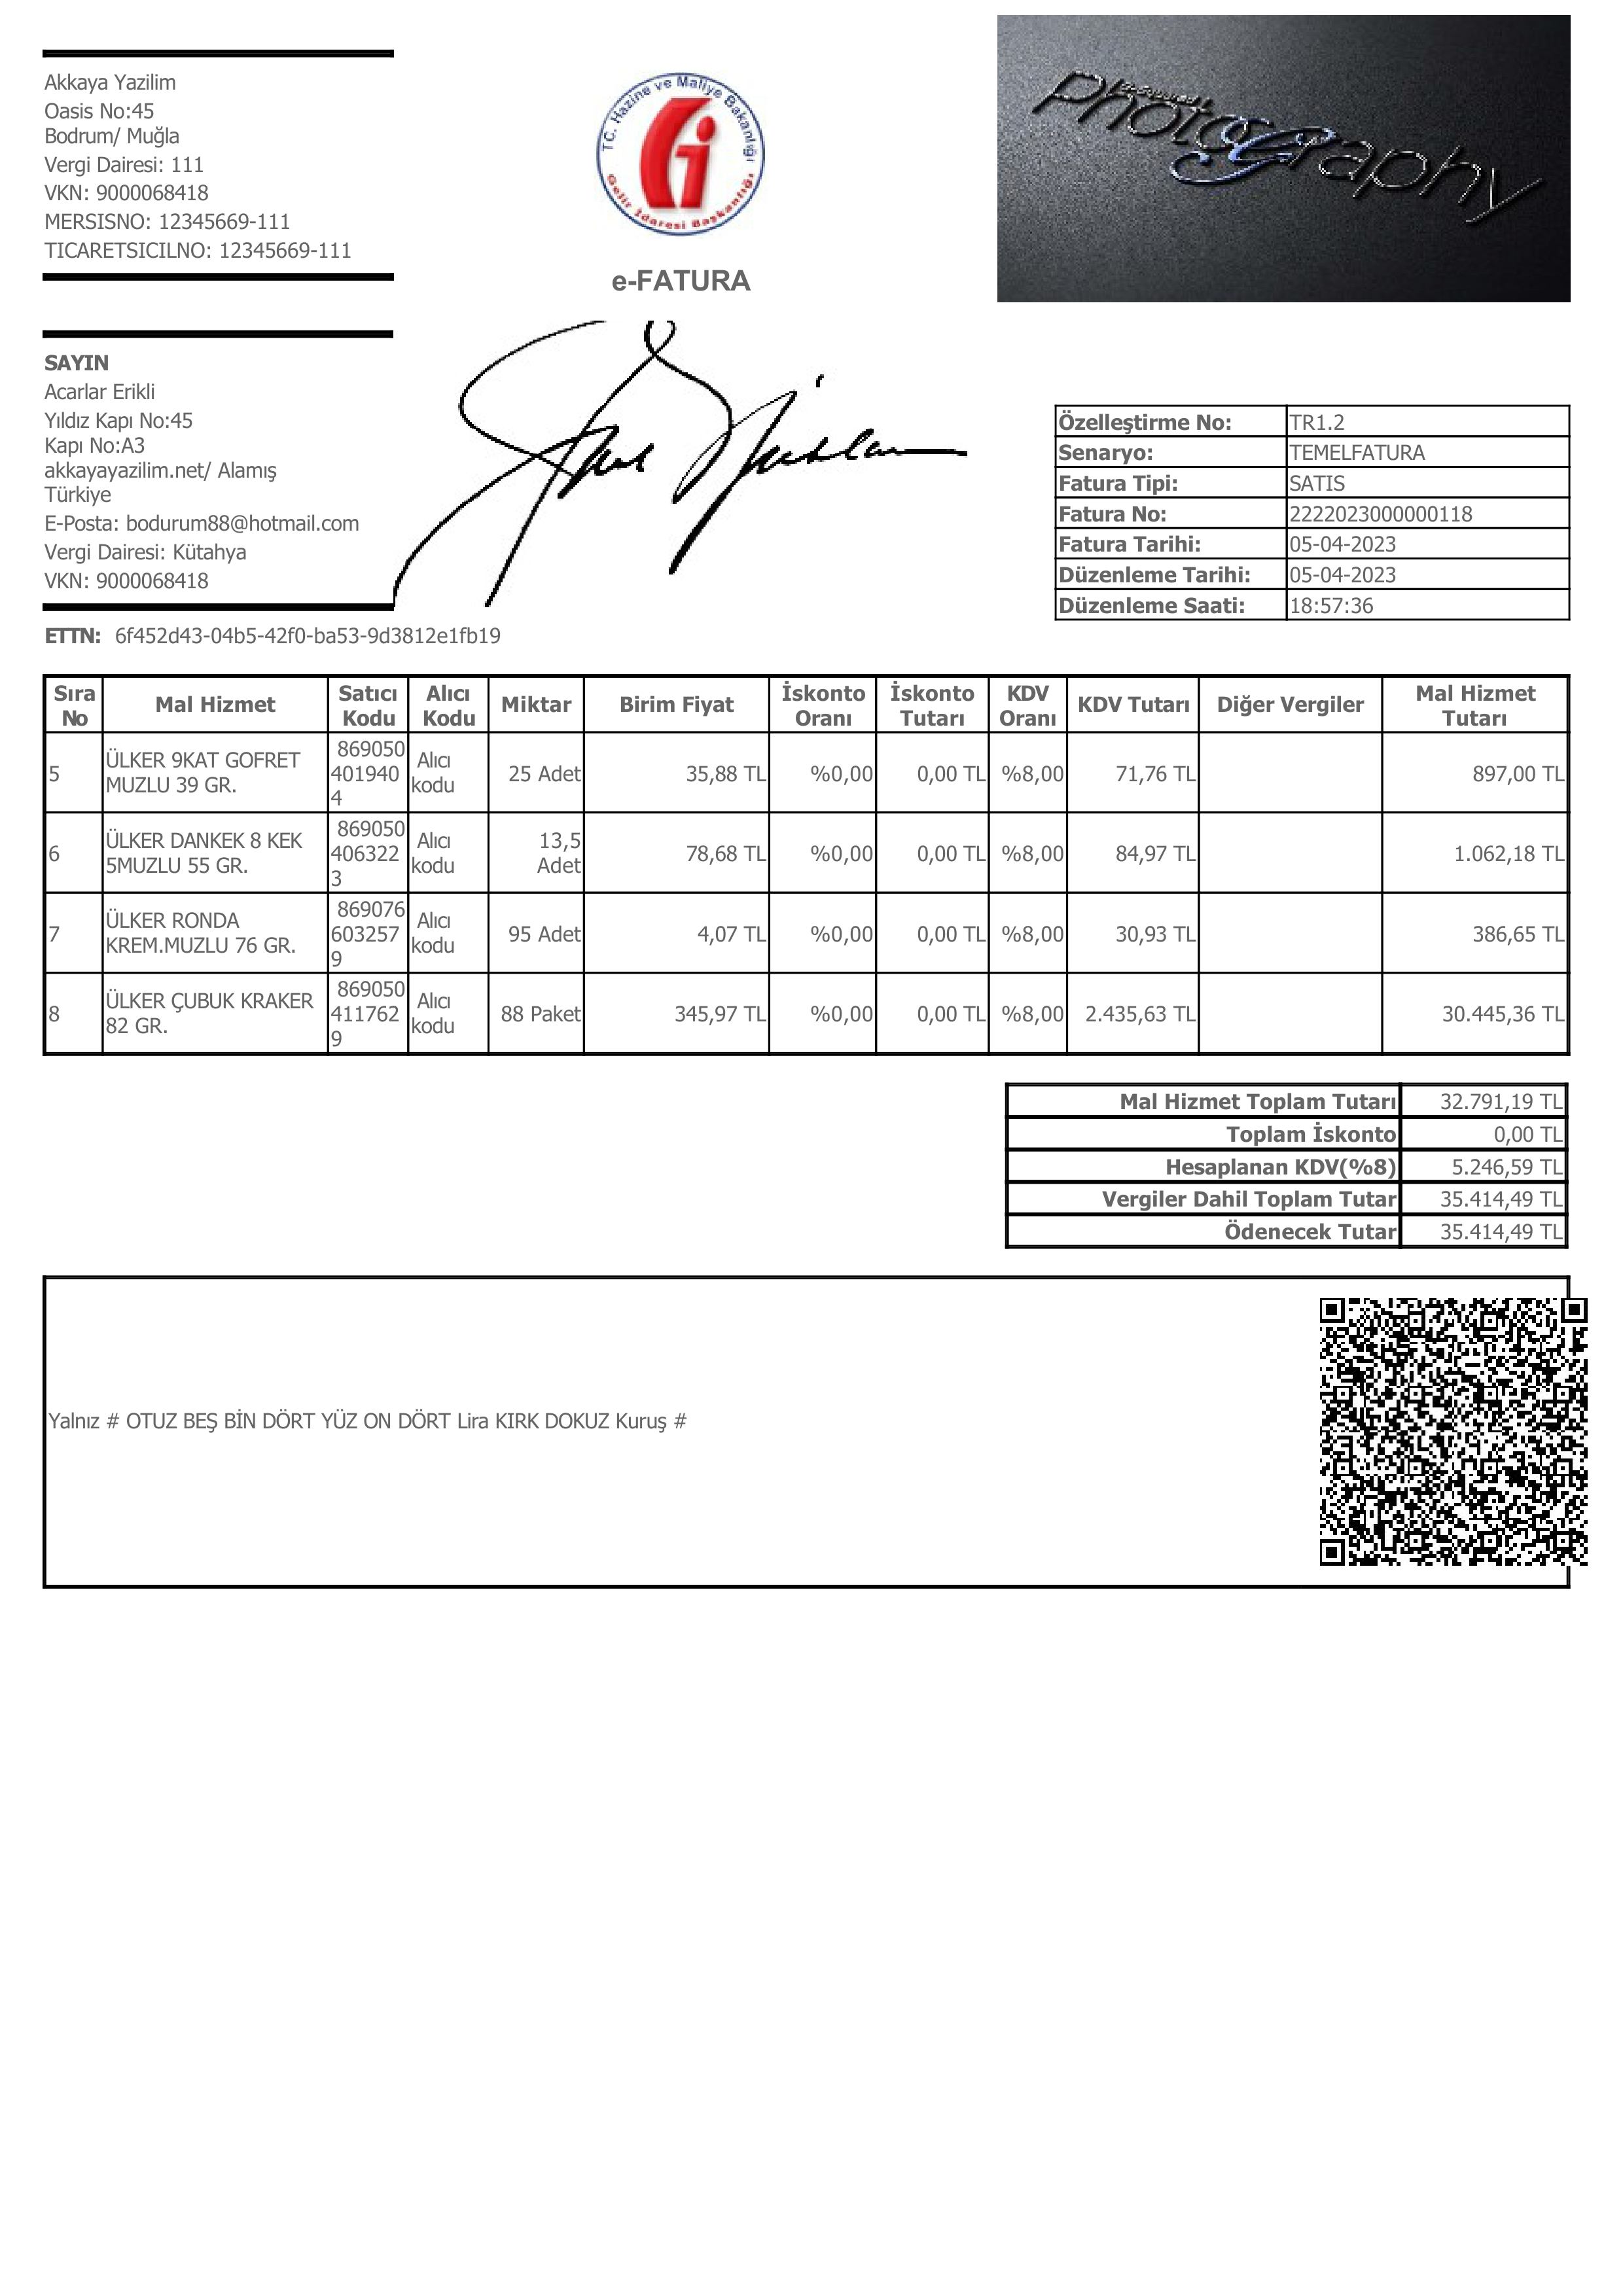 Akkaya Yazilim
Oasis No:45
Bodrum/ Muğla
Vergi Dairesi: 111
VKN: 9000068418
MERSISNO: 12345669-111
TICARETSICILNO: 12345669-111
TC. Hazine ve Maliye Bakanlığı
Gelir İdaresi Başkanlığı
e-FATURA
Photography
SAYIN
Acarlar Erikli
Yıldız Kapı No:45
Kapı No:A3
akkayayazilim.net/ Alamış
Türkiye
E-Posta: bodurum88@hotmail.com
Vergi Dairesi: Kütahya
VKN: 9000068418
Özelleştirme No: TR1.2
Senaryo: TEMELFATURA
Fatura Tipi: SATIS
Fatura No: 2222023000000118
Fatura Tarihi: 05-04-2023
Düzenleme Tarihi: 05-04-2023
Düzenleme Saati: 18:57:36
ETTN: 6f452d43-04b5-42f0-ba53-9d3812e1fb19
Sıra No Mal Hizmet Satıcı Kodu Alıcı Kodu Miktar Birim Fiyat İskonto Oranı İskonto Tutarı KDV Oranı KDV Tutarı Diğer Vergiler Mal Hizmet Tutarı
5 ÜLKER 9KAT GOFRET MUZLU 39 GR. 8690504019404 Alıcı kodu 25 Adet 35,88 TL %0,00 0,00 TL %8,00 71,76 TL 897,00 TL
6 ÜLKER DANKEK 8 KEK 5MUZLU 55 GR. 8690504063223 Alıcı kodu 13,5 Adet 78,68 TL %0,00 0,00 TL %8,00 84,97 TL 1.062,18 TL
7 ÜLKER RONDA KREM.MUZLU 76 GR. 8690766032579 Alıcı kodu 95 Adet 4,07 TL %0,00 0,00 TL %8,00 30,93 TL 386,65 TL
8 ÜLKER ÇUBUK KRAKER 82 GR. 8690504117629 Alıcı kodu 88 Paket 345,97 TL %0,00 0,00 TL %8,00 2.435,63 TL 30.445,36 TL
Mal Hizmet Toplam Tutarı 32.791,19 TL
Toplam İskonto 0,00 TL
Hesaplanan KDV(%8) 5.246,59 TL
Vergiler Dahil Toplam Tutar 35.414,49 TL
Ödenecek Tutar 35.414,49 TL
Yalnız # OTUZ BEŞ BİN DÖRT YÜZ ON DÖRT Lira KIRK DOKUZ Kuruş #